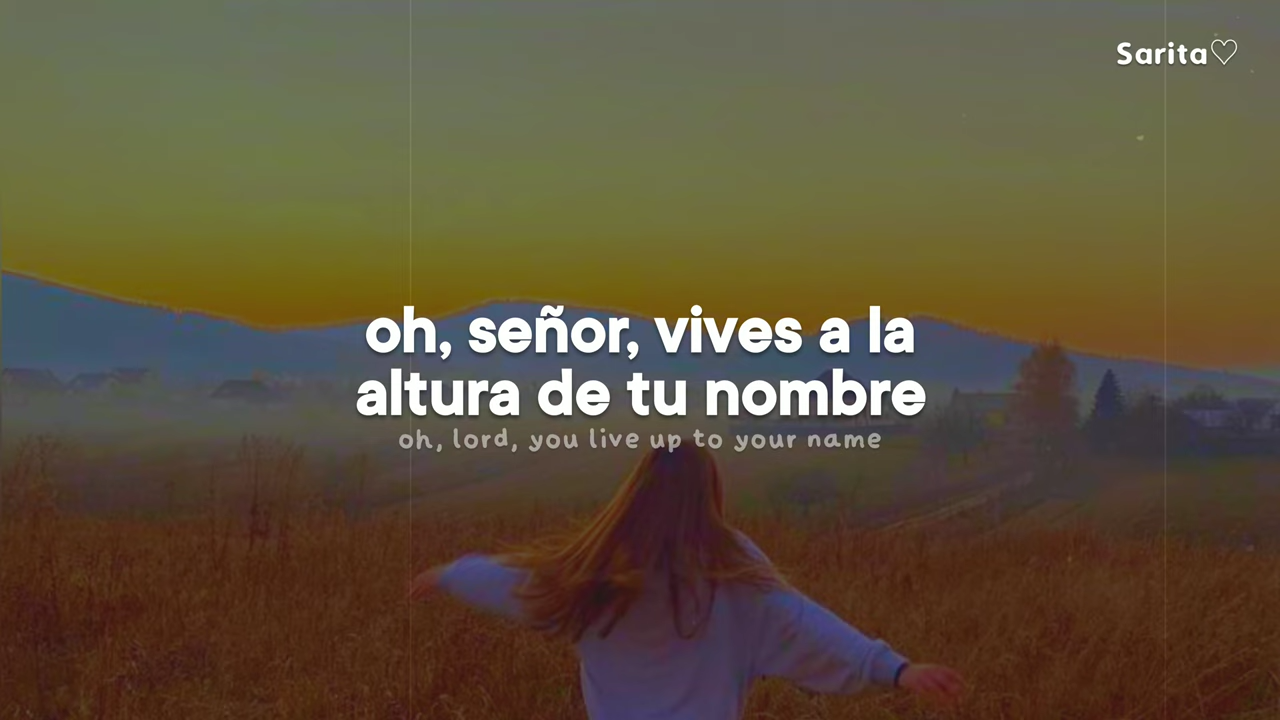 Sarita♡
oh, señor, vives a la
altura de tu nombre
oh, lord, you live up to your name